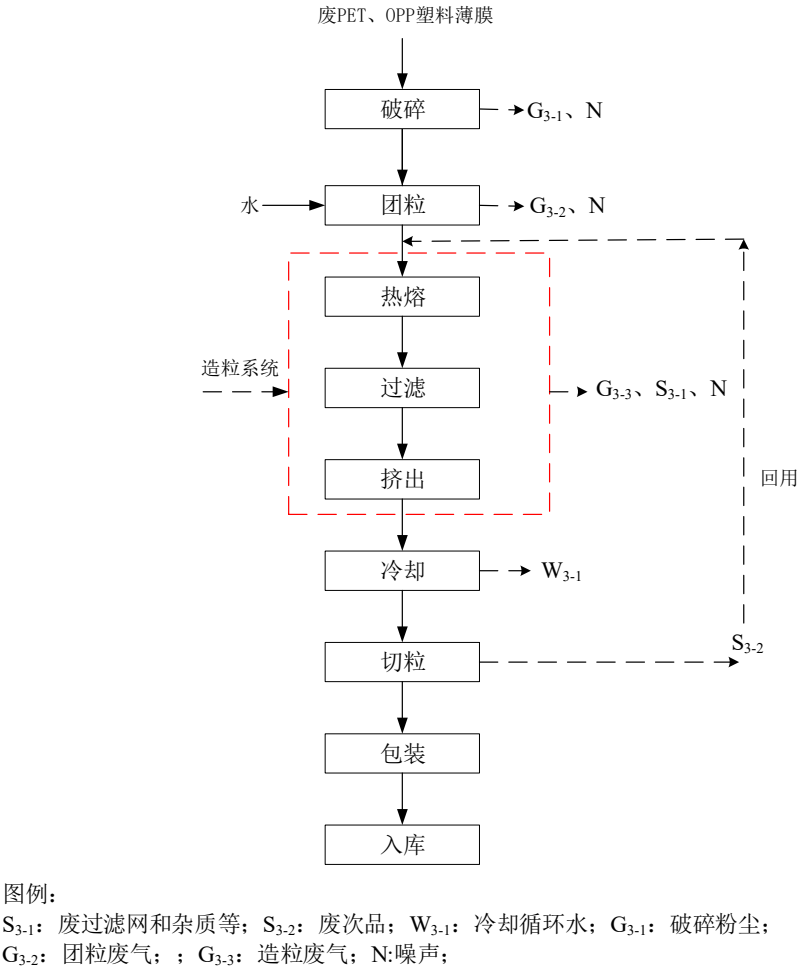 废PET、OPP塑料薄膜
破碎
G3-1、N
水
团粒
G3-2、N
热熔
造粒系统
过滤
G3-3、S3-1、N
挤出
回用
冷却
W3-1
切粒
S3-2
包装
入库
图例：
S3-1：废过滤网和杂质等；S3-2：废次品；W3-1：冷却循环水；G3-1：破碎粉尘；
G3-2：团粒废气；；G3-3：造粒废气；N:噪声；